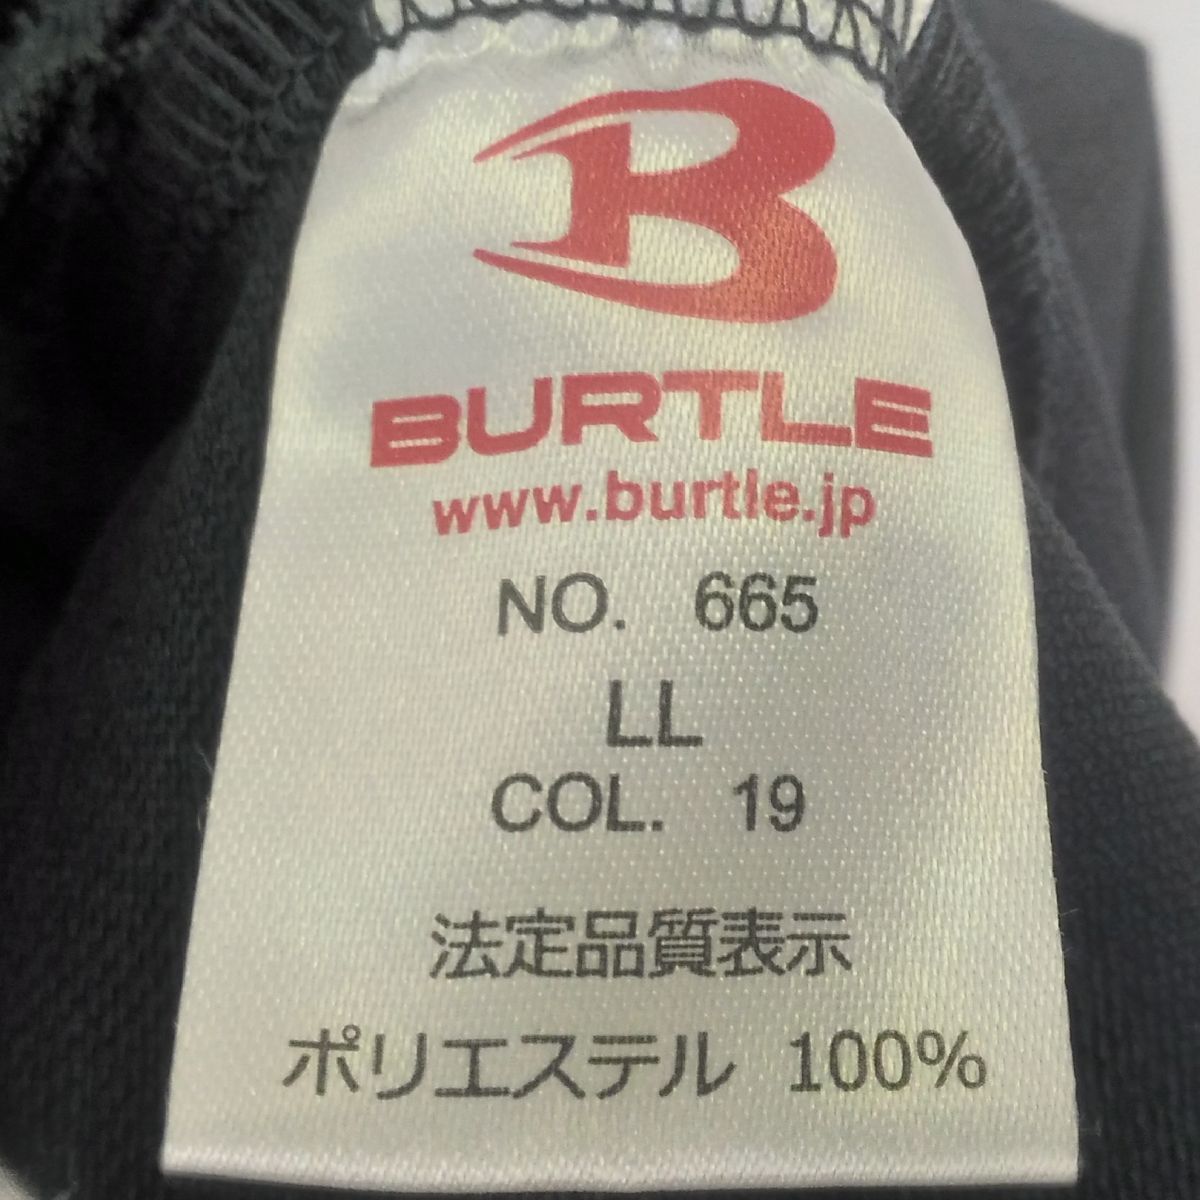 B
BURTLE
www.burtle.jp
NO. 665
LL
COL. 19
法定品質表示
ポリエステル 100%